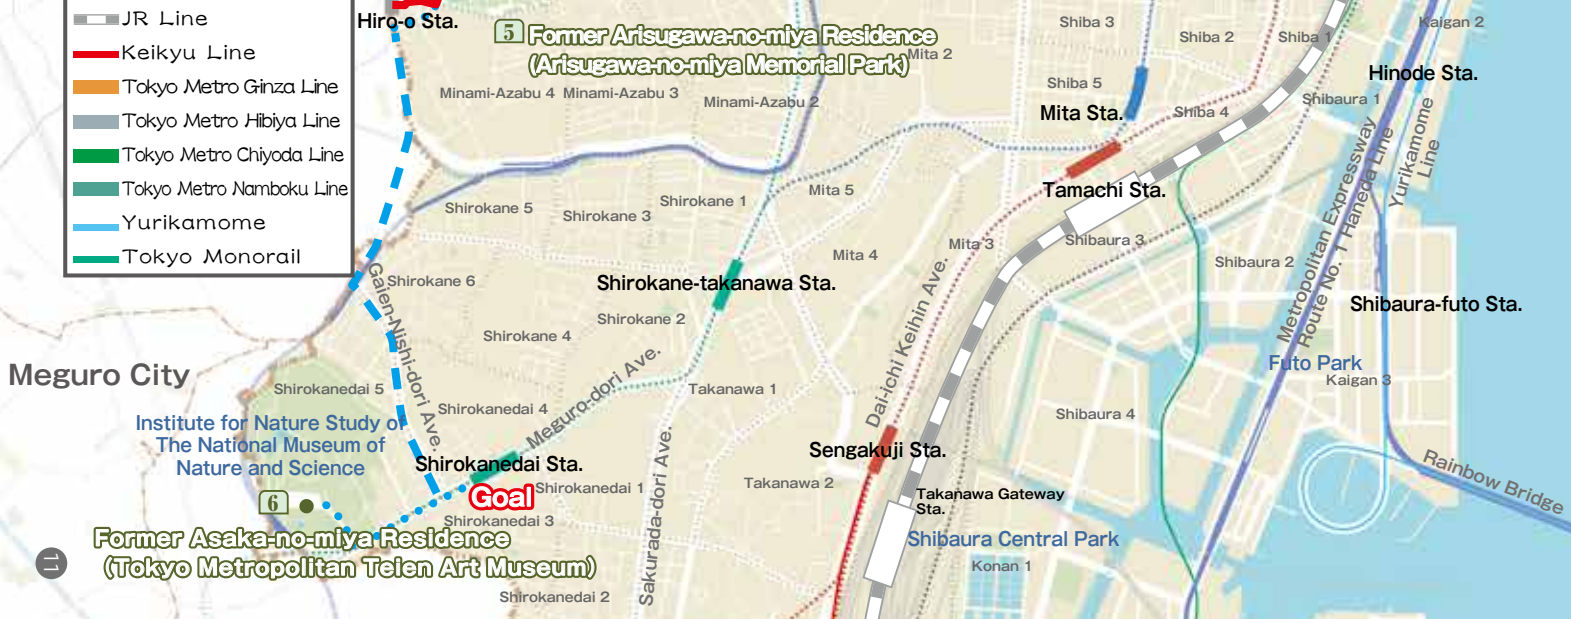 JR Line
Keikyu Line
Tokyo Metro Ginza Line
Tokyo Metro Hibiya Line
Tokyo Metro Chiyoda Line
Tokyo Metro Namboku Line
Yurikamome
Tokyo Monorail
Hiro-o Sta.
5 Former Arisugawa-no-miya Residence
(Arisugawa-no-miya Memorial Park)
Mita 2
Minami-Azabu 4
Minami-Azabu 3
Minami-Azabu 2
Shiba 3
Shiba 2
Shiba 1
Kaigan 2
Hinode Sta.
Shiba 5
Mita Sta.
Shiba 4
Shibaura 1
Metropolitan Expressway
Route No. 1 Haneda Line
Yurikamome
Line
Tamachi Sta.
Mita 5
Shirokane 5
Shirokane 3
Shirokane 1
Mita 3
Mita 4
Shibaura 3
Shibaura 2
Shirokane 6
Gaien-Nishi-dori Ave.
Shirokane-takanawa Sta.
Shirokane 2
Shirokane 4
Shibaura-futo Sta.
Dai-ichi Keihin Ave.
Meguro City
Meguro-dori Ave.
Futo Park
Kaigan 3
Shirokanedai 5
Shirokanedai 4
Takanawa 1
Shibaura 4
Institute for Nature Study of
The National Museum of
Nature and Science
Shirokanedai Sta.
Sengakuji Sta.
Goal
Shirokanedai 1
Takanawa 2
Sakurada-dori Ave.
Takanawa Gateway
Sta.
Rainbow Bridge
6
Shirokanedai 3
Former Asaka-no-miya Residence
(Tokyo Metropolitan Teien Art Museum)
Shibaura Central Park
Konan 1
Shirokanedai 2
11